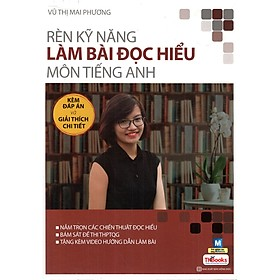 VŨ THỊ MAI PHƯƠNG
RÈN KỸ NĂNG
LÀM BÀI ĐỌC HIỂU
MÔN TIẾNG ANH
KÈM ĐÁP ÁN
VÀ
GIẢI THÍCH
CHI TIẾT
NẮM TRỌN CÁC CHIẾN THUẬT ĐỌC HIỂU
BÁM SÁT ĐỀ THI THPTQG
TẶNG KÈM VIDEO HƯỚNG DẪN LÀM BÀI
THBooks